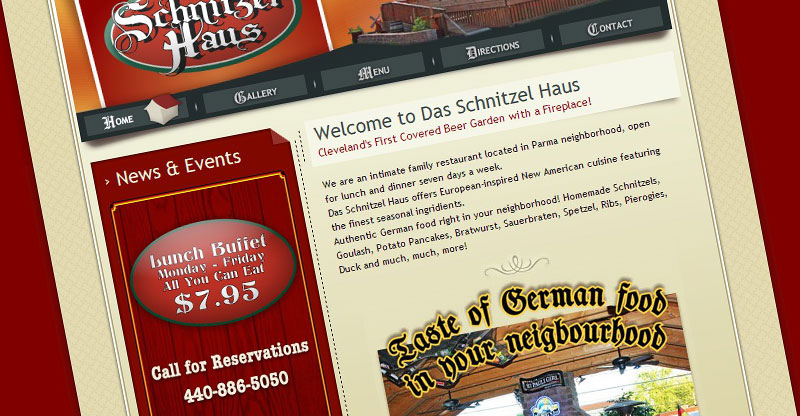 Schnitzel
Haus
Home
Gallery
Menu
Directions
Contact
Welcome to Das Schnitzel Haus
Cleveland's First Covered Beer Garden with a Fireplace!
We are an intimate family restaurant located in Parma neighborhood, open
for lunch and dinner seven days a week.
Das Schnitzel Haus offers European-inspired New American cuisine featuring
the finest seasonal ingridients.
Authentic German food right in your neighborhood! Homemade Schnitzels,
Goulash, Potato Pancakes, Bratwurst, Sauerbraten, Spetzel, Ribs, Pierogies,
Duck and much, much, more!
› News & Events
Lunch Buffet
Monday - Friday
All You Can Eat
$7.95
Call for Reservations
440-886-5050
Taste of German food
in your neigbourhood
ST. PAULI GIRL